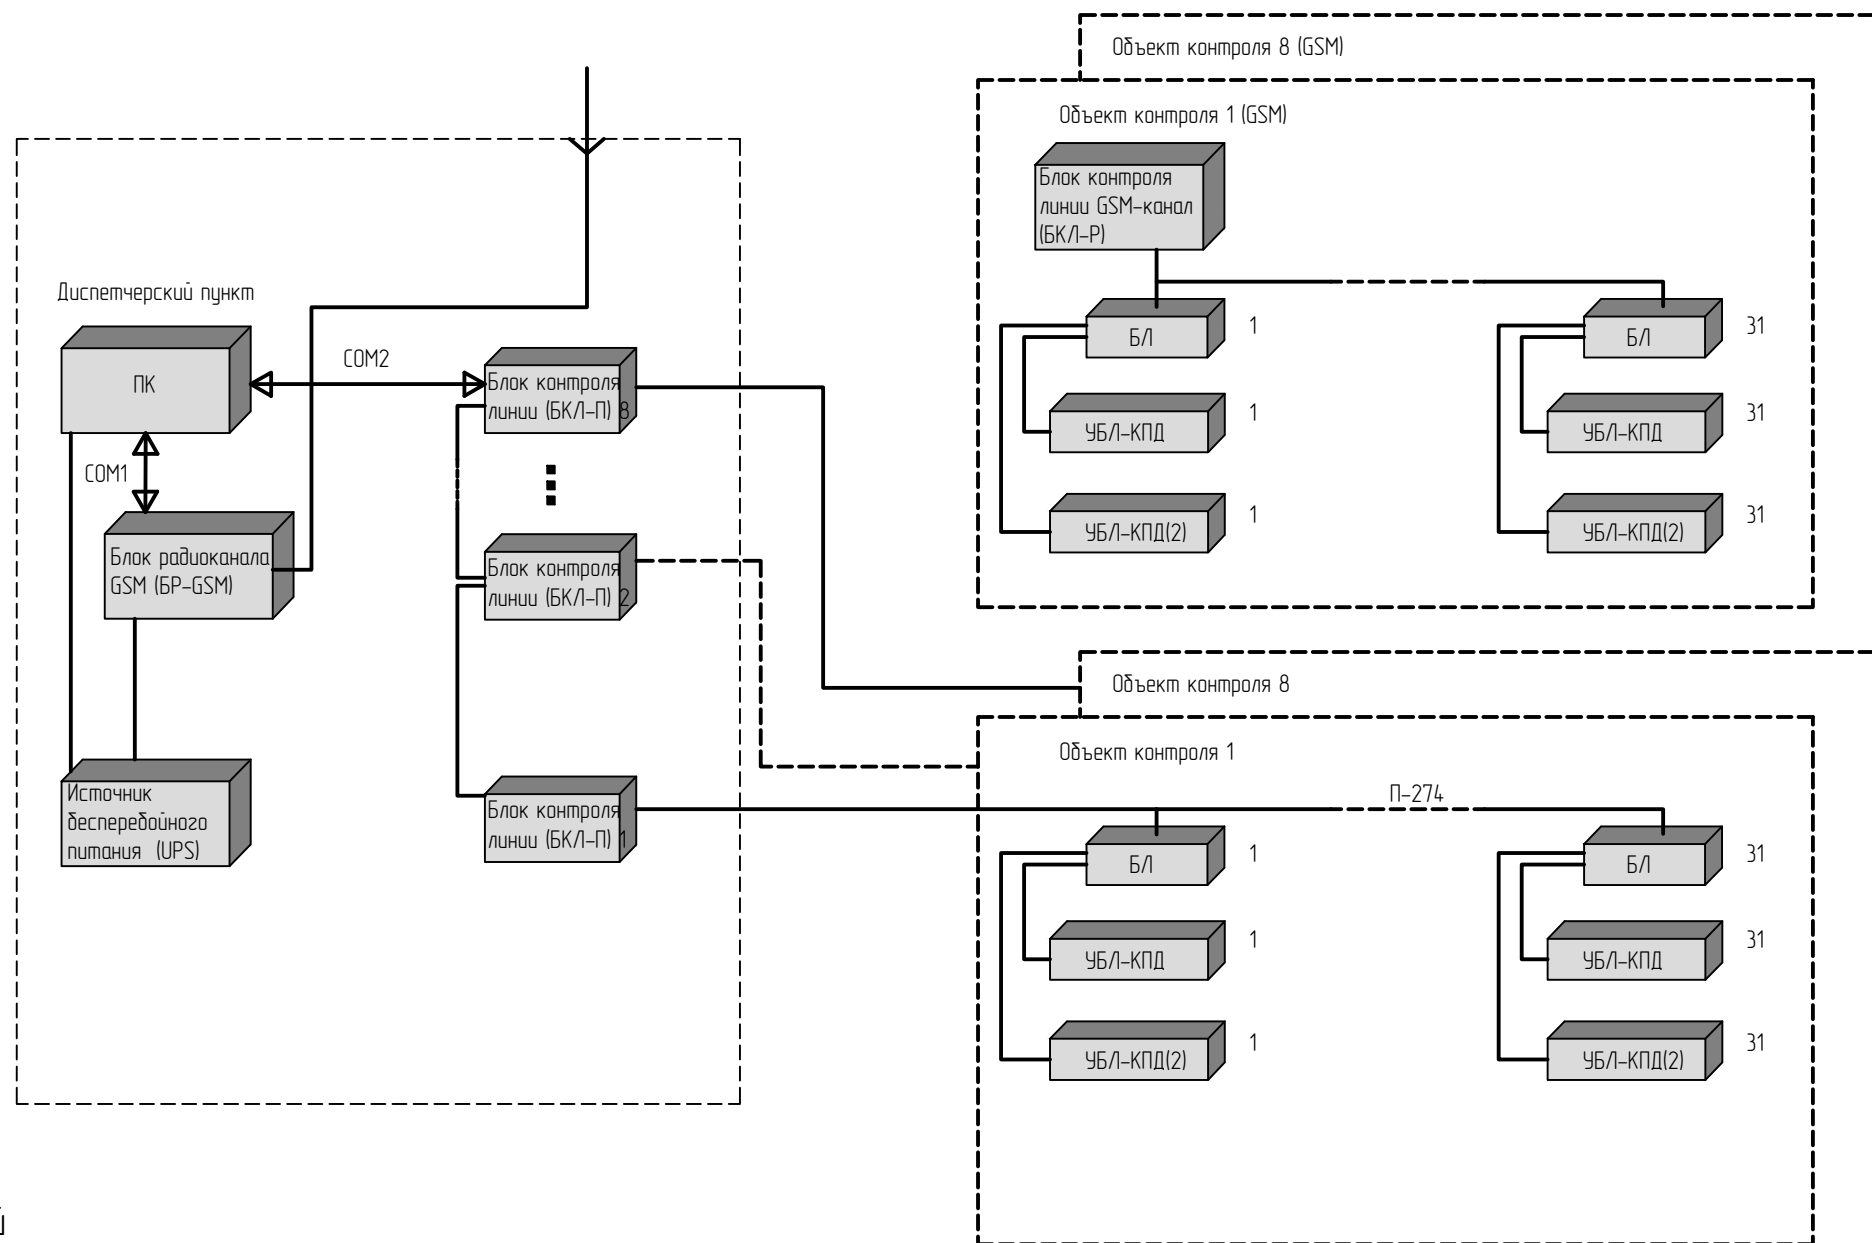 Объект контроля 8 (GSM)
Объект контроля 1 (GSM)
Блок контроля
линии GSM-канал
(БКЛ-Р)
БЛ
1
БЛ
31
УБЛ-КПД
1
УБЛ-КПД
31
УБЛ-КПД(2)
1
УБЛ-КПД(2)
31
Диспетчерский пункт
ПК
COM2
COM1
Блок радиоканала
GSM (БР-GSM)
Источник
бесперебойного
питания (UPS)
Блок контроля
линии (БКЛ-П) 8
Блок контроля
линии (БКЛ-П) 2
Блок контроля
линии (БКЛ-П) 1
Объект контроля 8
Объект контроля 1
П-274
БЛ
1
БЛ
31
УБЛ-КПД
1
УБЛ-КПД
31
УБЛ-КПД(2)
1
УБЛ-КПД(2)
31